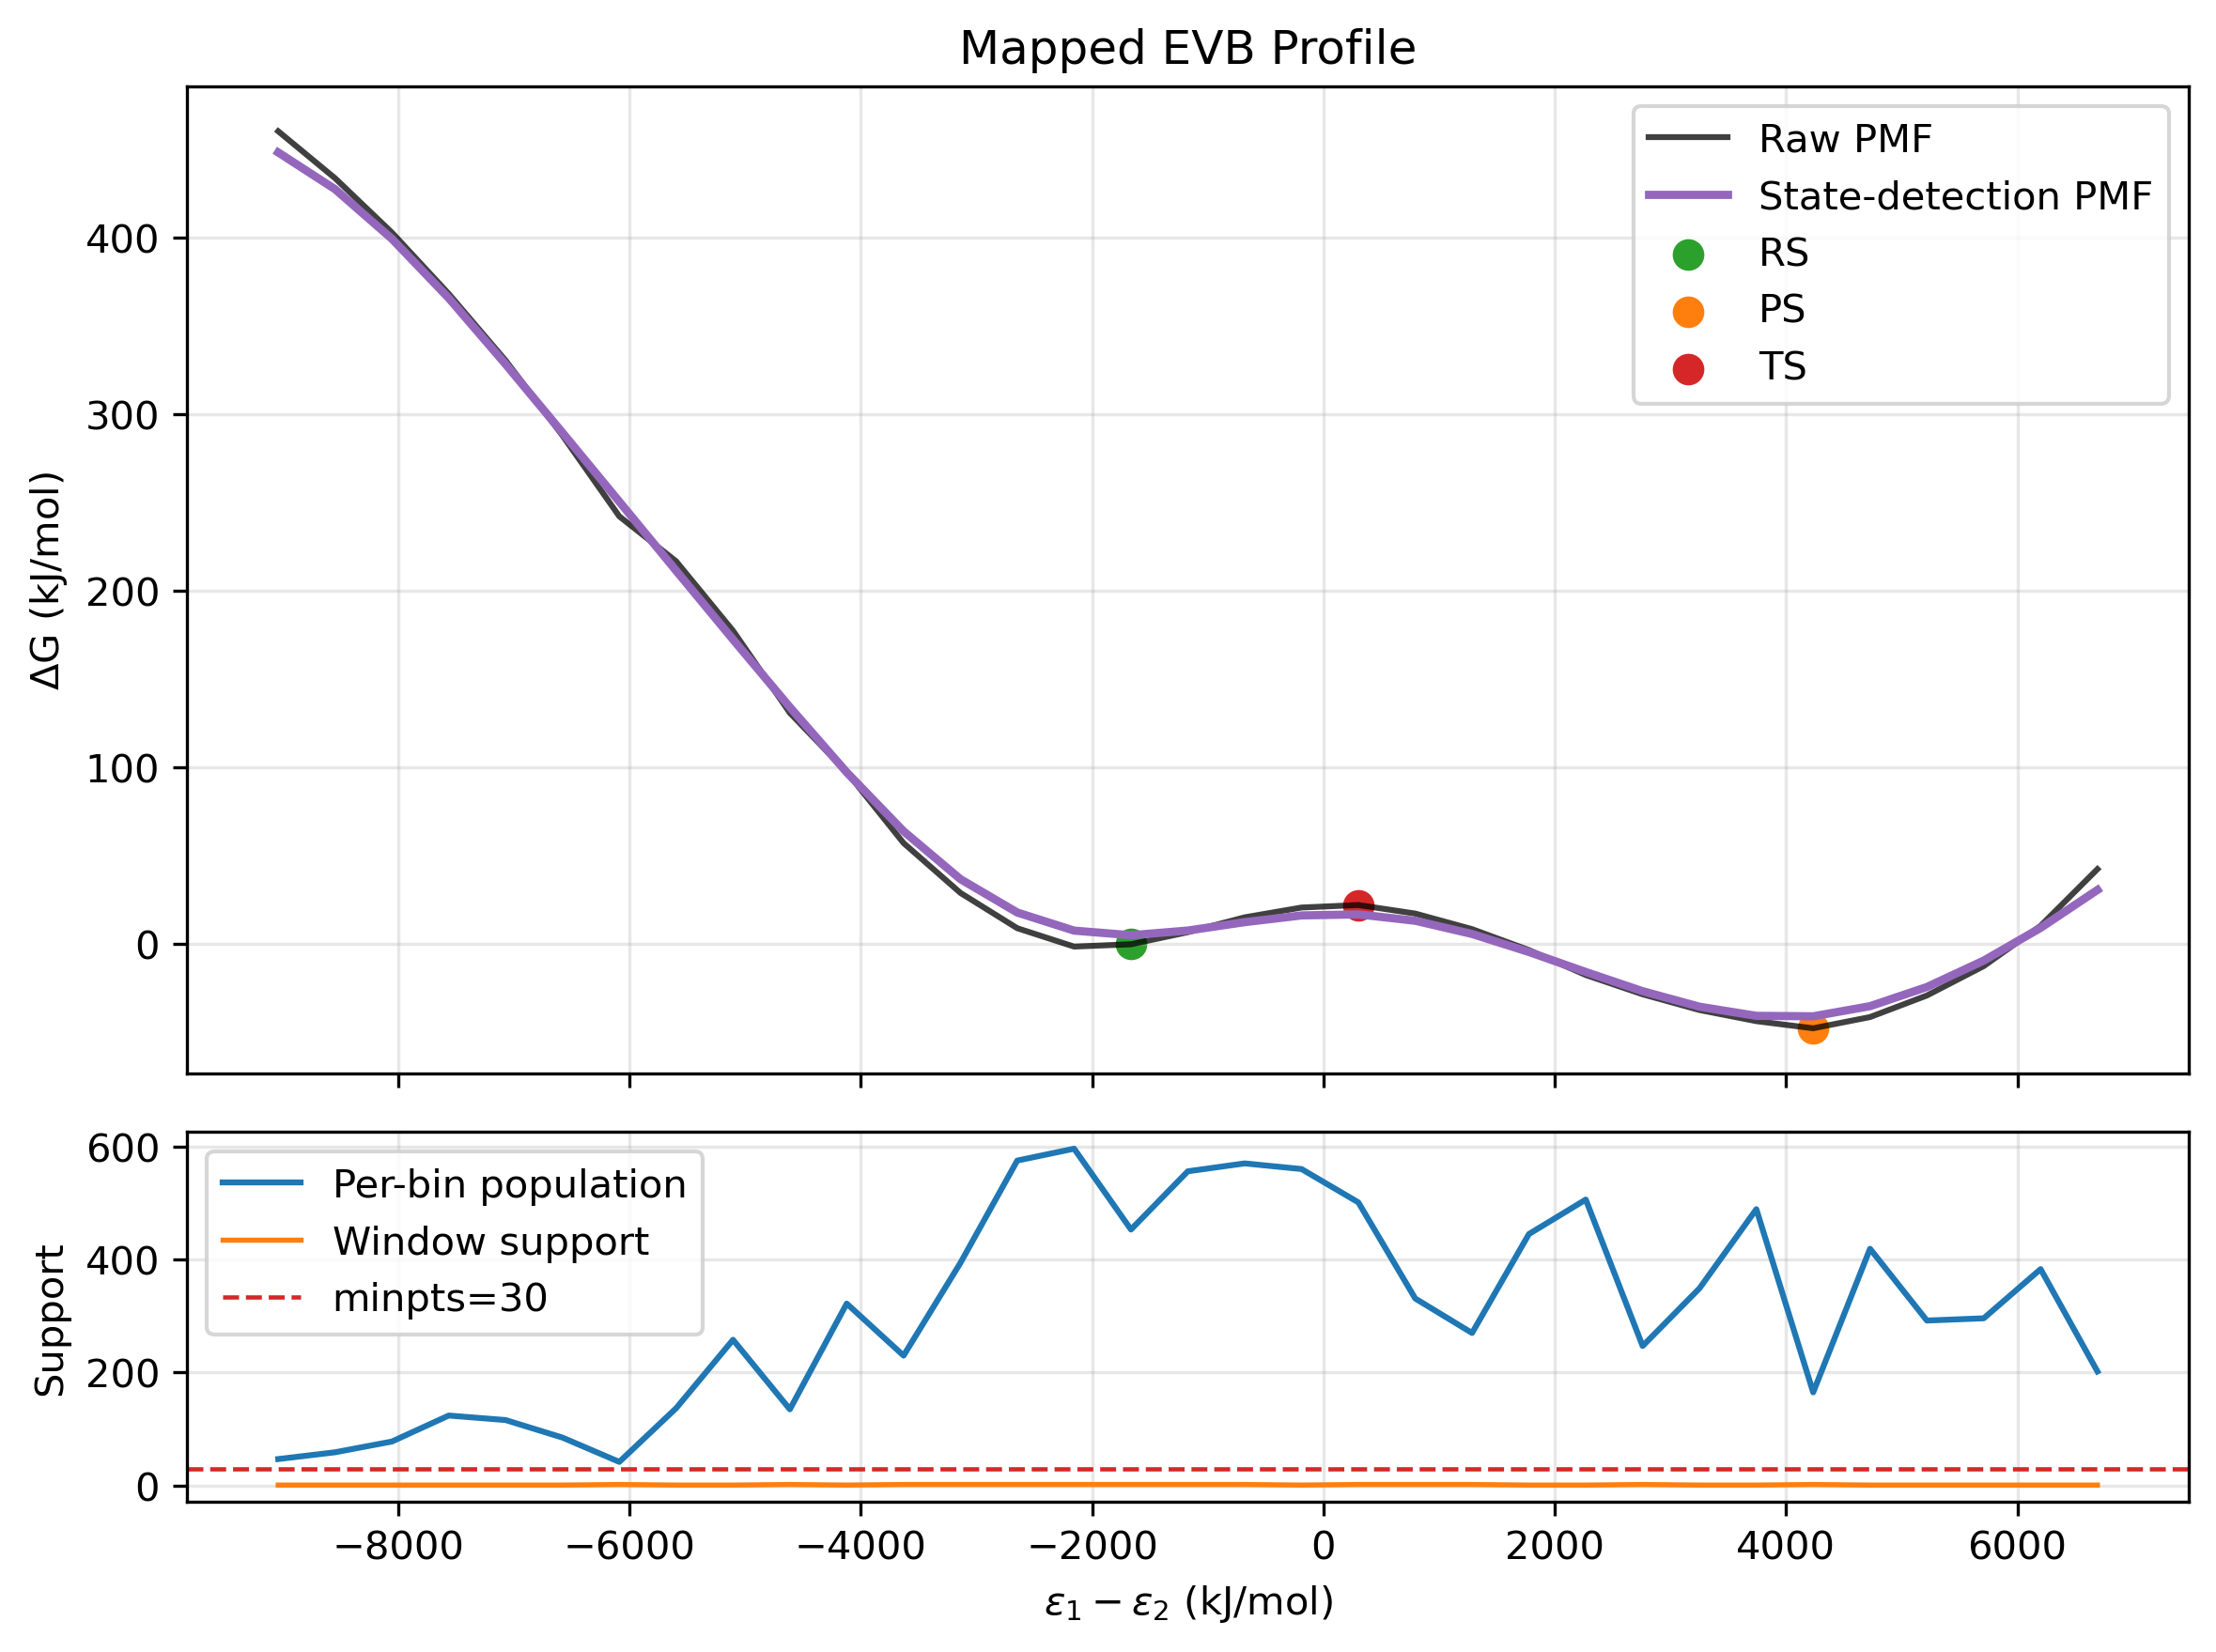 Mapped EVB Profile
Raw PMF
State-detection PMF
RS
PS
TS
ΔG (kJ/mol)
400
300
200
100
0
Per-bin population
Window support
minpts=30
Support
600
400
200
0
−8000 −6000 −4000 −2000 0 2000 4000 6000
ε₁ − ε₂ (kJ/mol)